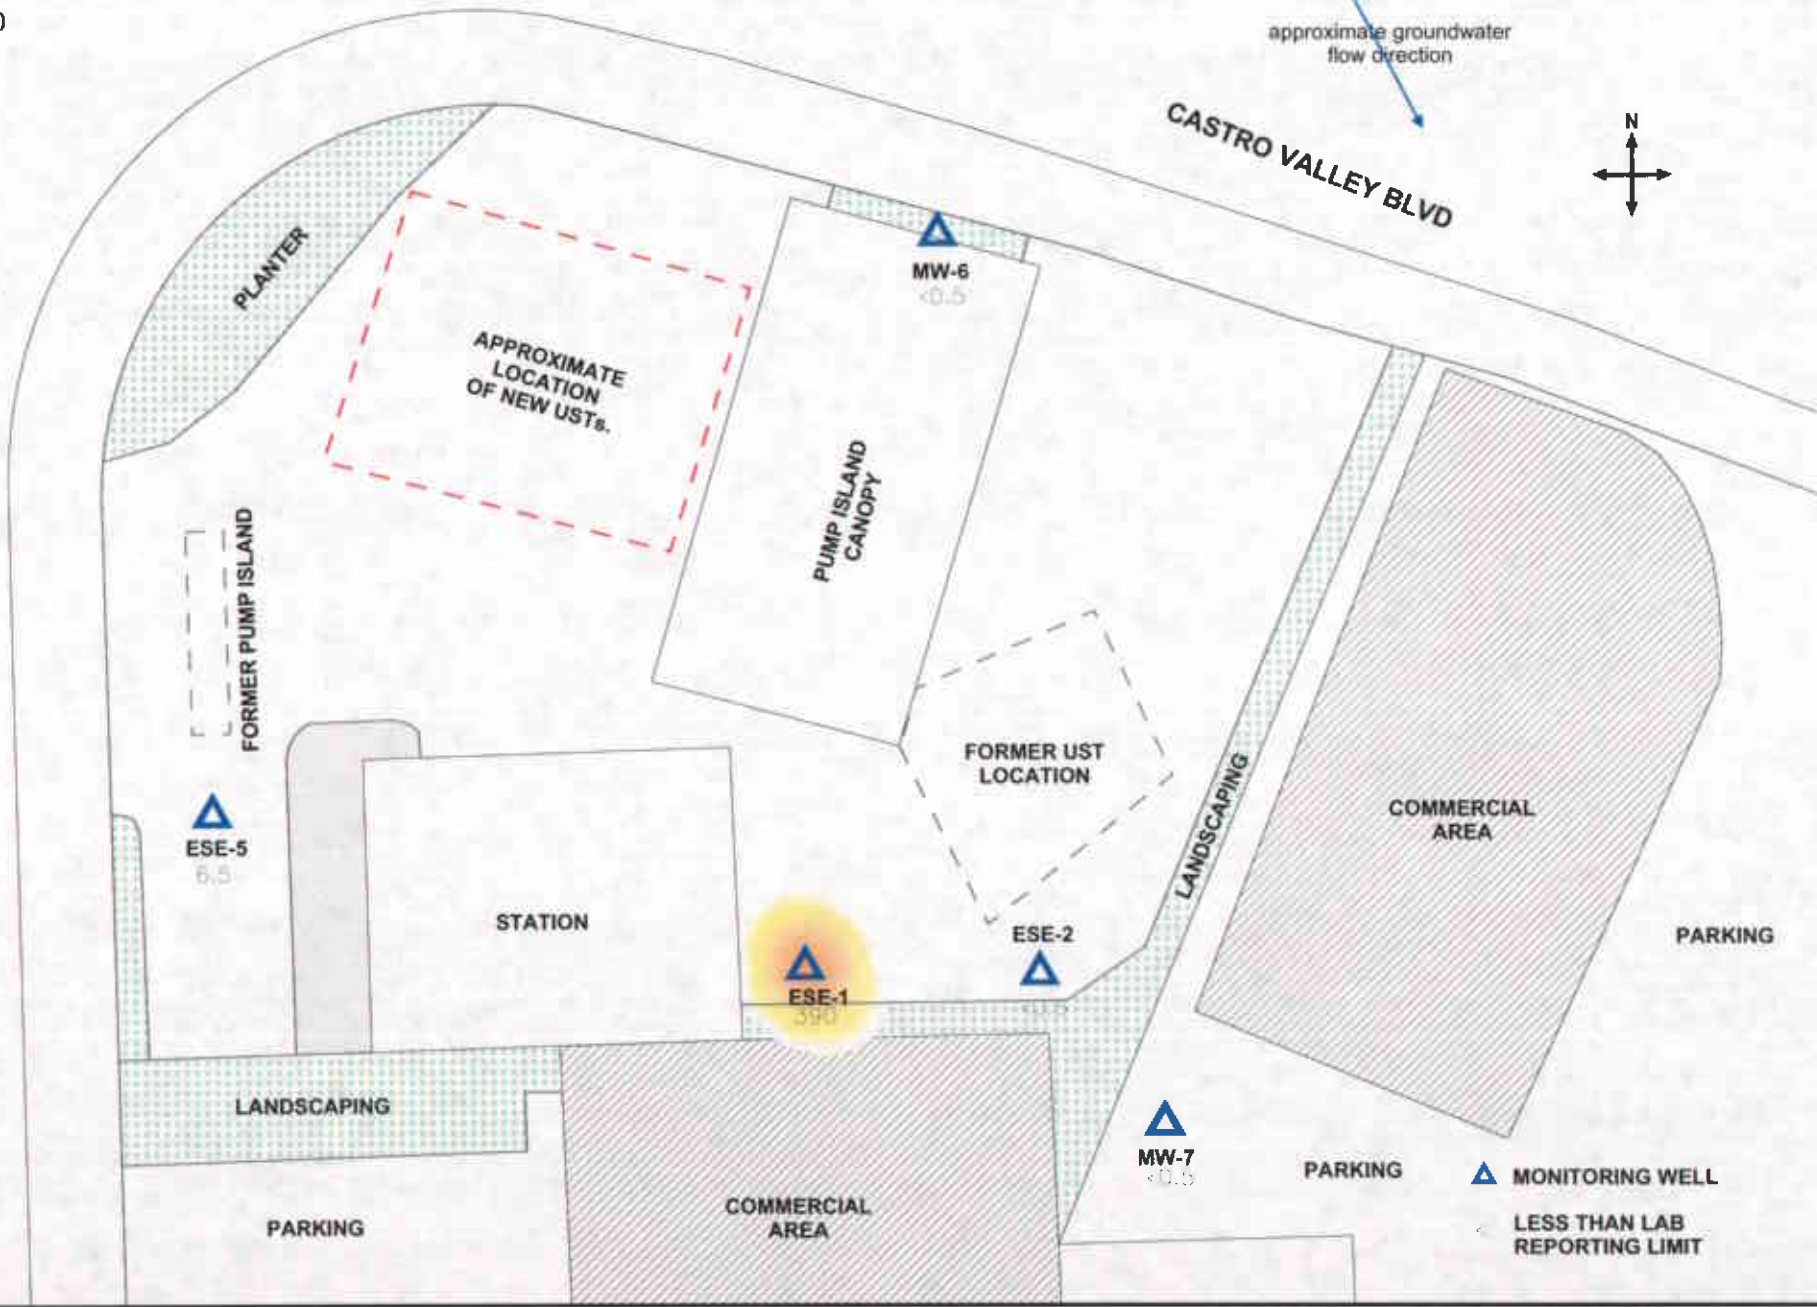 approximate groundwater
flow direction
CASTRO VALLEY BLVD
N
PLANTER
MW-6
<0.5
APPROXIMATE
LOCATION
OF NEW USTs.
PUMP ISLAND
CANOPY
FORMER PUMP ISLAND
FORMER UST
LOCATION
LANDSCAPING
COMMERCIAL
AREA
ESE-5
6.5
STATION
ESE-2
PARKING
ESE-1
390
LANDSCAPING
MW-7
<0.5
PARKING
MONITORING WELL
COMMERCIAL
AREA
PARKING
<
LESS THAN LAB
REPORTING LIMIT